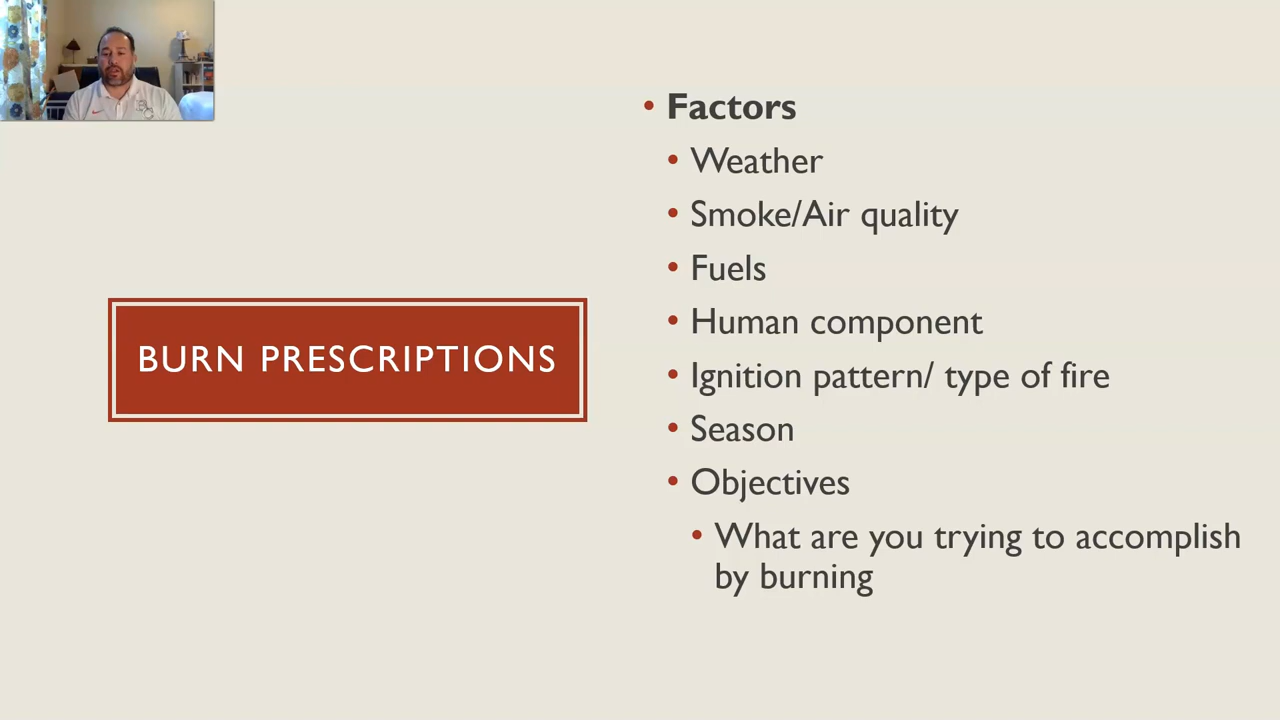 • Factors
• Weather
• Smoke/Air quality
• Fuels
• Human component
• Ignition pattern/ type of fire
• Season
• Objectives
• What are you trying to accomplish
by burning
BURN PRESCRIPTIONS